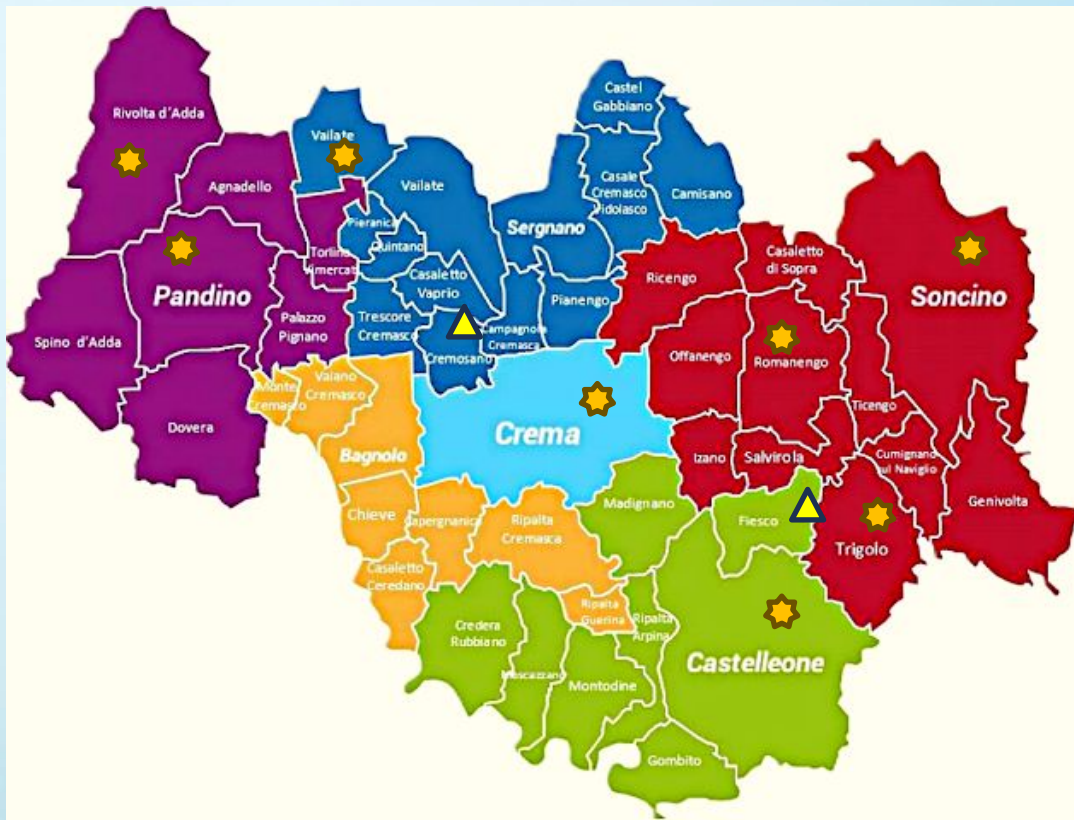 Rivolta d'Adda
Vailate
Castel
Gabbiano
Agnadello
Vailate
Casale
Cremasco
Vidolasco
Camisano
Pieranica
Sergnano
Quintano
Torlino
Vimercati
Casaletto
Vaprio
Ricengo
Casaletto
di Sopra
Pandino
Soncino
Palazzo
Pignano
Trescore
Cremasco
Pianengo
Campagnola
Cremasca
Spino d'Adda
Cremosano
Offanengo
Romanengo
Monte
Cremasco
Vaiano
Cremasco
Ticengo
Dovera
Crema
Bagnolo
Izano
Salvirola
Cumignano
sul Naviglio
Genivolta
Chieve
Capergnanica
Ripalta
Cremasca
Madignano
Fiesco
Trigolo
Casaletto
Ceredano
Ripalta
Guerina
Ripalta
Arpina
Credera
Rubbiano
Moscazzano
Montodine
Castelleone
Gombito